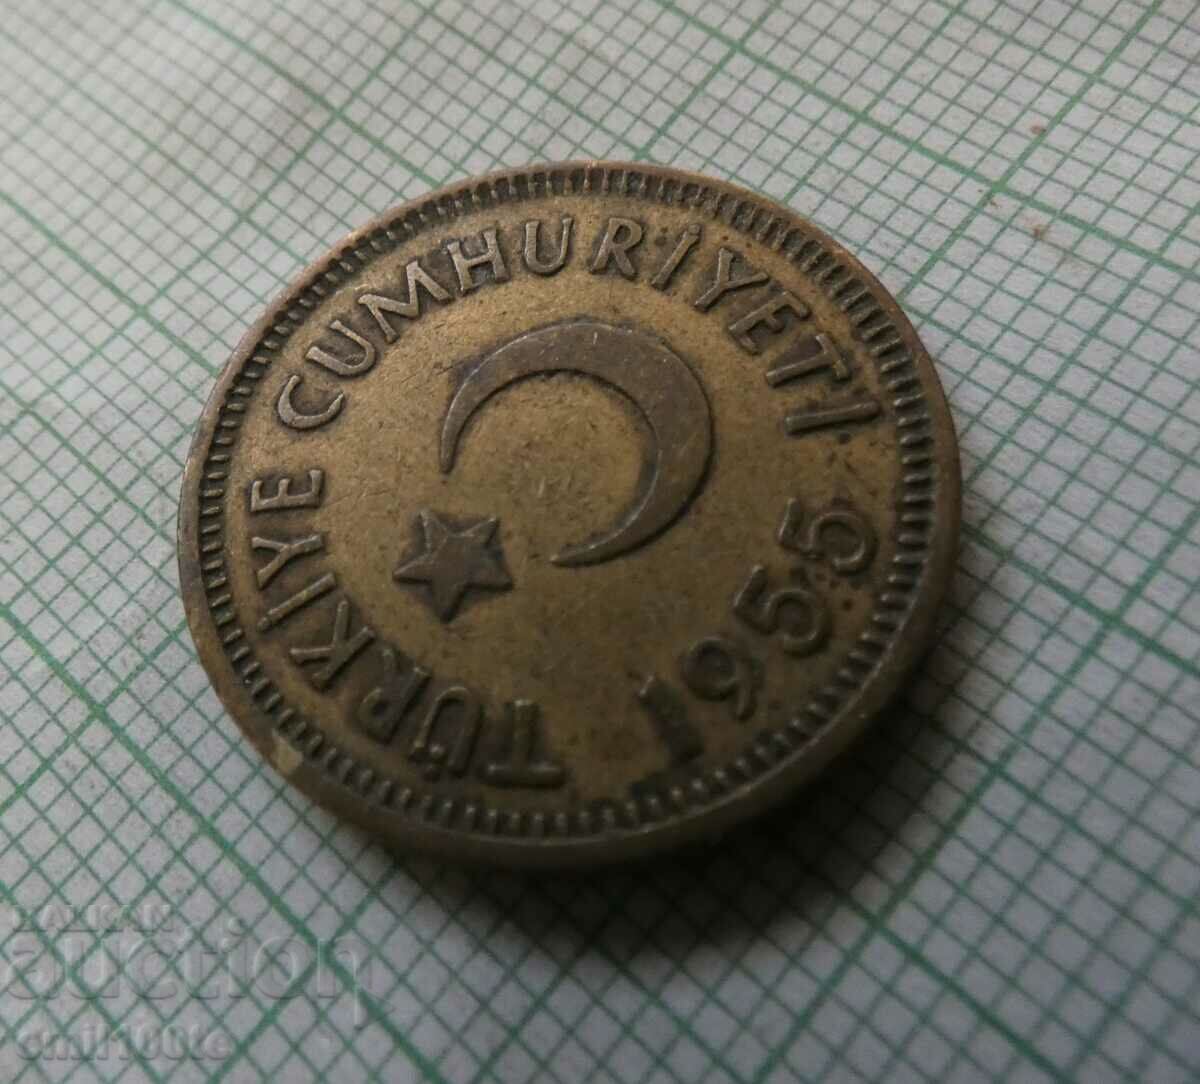 TÜRKİYE CUMHURİYETİ
1955
BALKAN
auction
emil100te